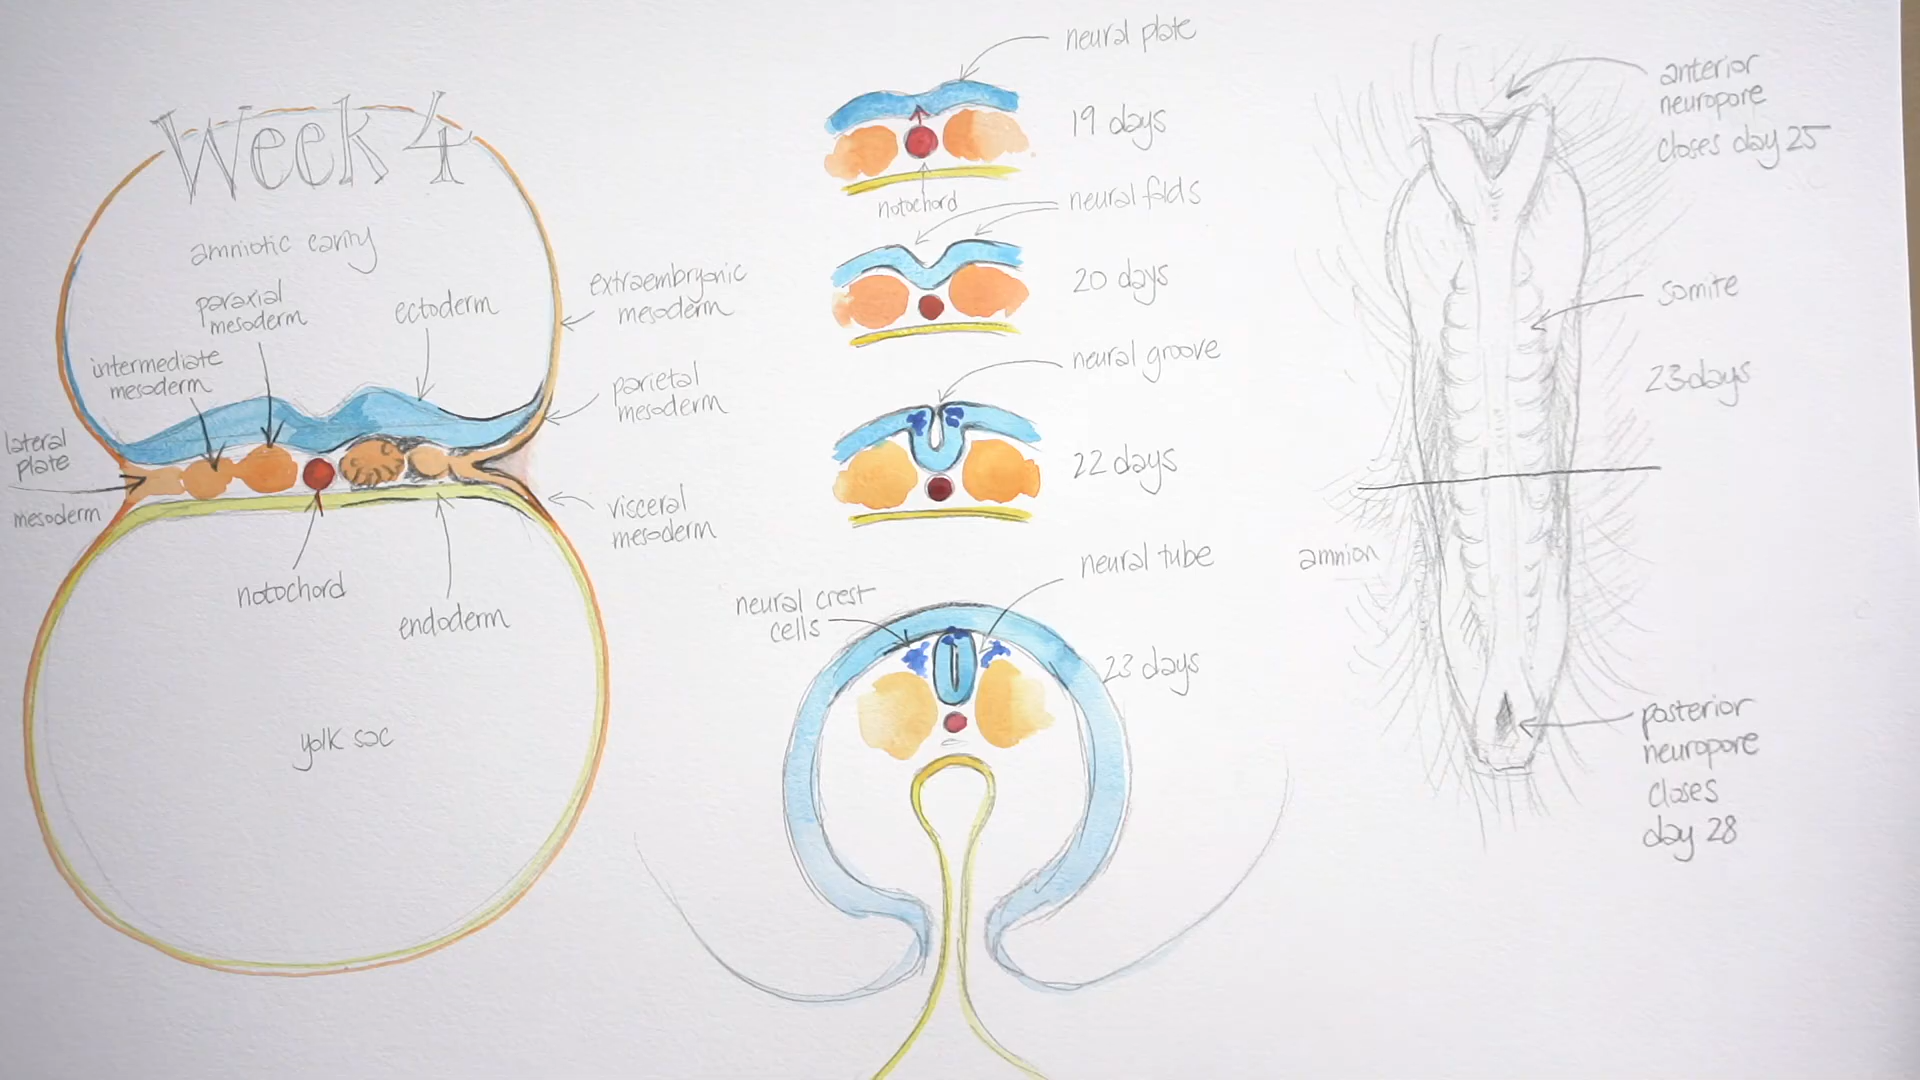 Week 4
amniotic cavity
paraxial
mesoderm
ectoderm
intermediate
mesoderm
lateral
plate
mesoderm
extraembryonic
mesoderm
parietal
mesoderm
visceral
mesoderm
notochord
endoderm
yolk sac
neural plate
19 days
notochord
neural folds
20 days
neural groove
22 days
neural tube
neural crest
cells
23 days
anterior
neuropore
closes day 25
somite
23 days
amnion
posterior
neuropore
closes
day 28